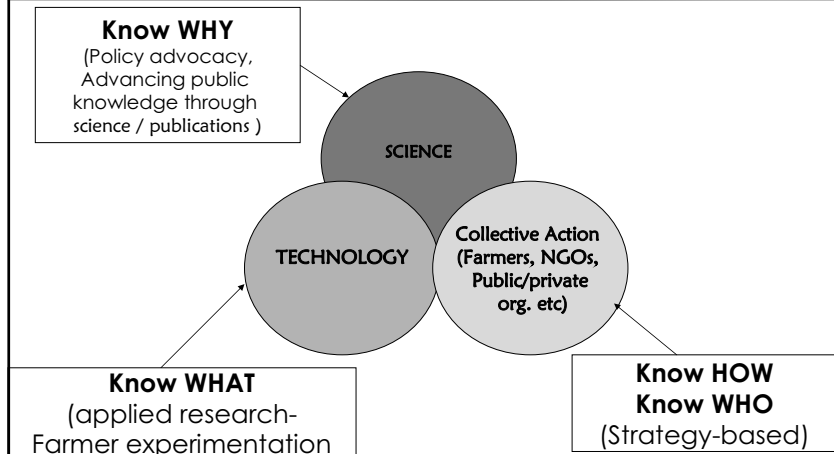 Know WHY
(Policy advocacy,
Advancing public
knowledge through
science / publications )
SCIENCE
TECHNOLOGY
Collective Action
(Farmers, NGOs,
Public/private
org. etc)
Know WHAT
(applied research-
Farmer experimentation
Know HOW
Know WHO
(Strategy-based)